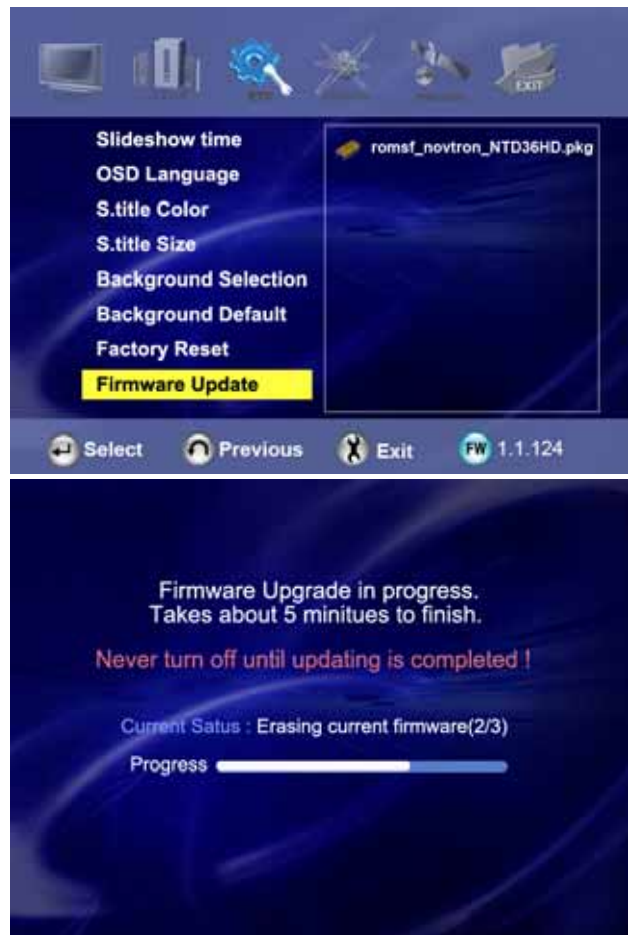 EXIT
Slideshow time
romsf_novtron_NTD36HD.pkg
OSD Language
S.title Color
S.title Size
Background Selection
Background Default
Factory Reset
Firmware Update
Select Previous Exit FW 1.1.124
Firmware Upgrade in progress.
Takes about 5 minitues to finish.
Never turn off until updating is completed !
Current Satus : Erasing current firmware(2/3)
Progress